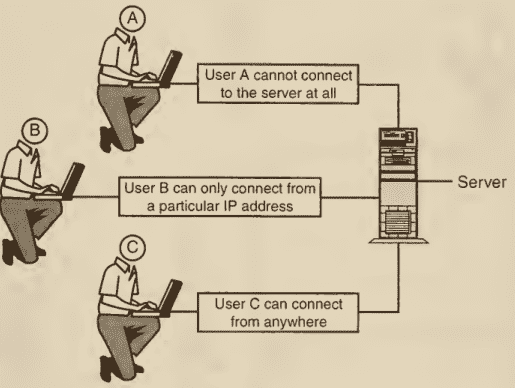 A
User A cannot connect
to the server at all
B
User B can only connect from
a particular IP address
Server
C
User C can connect
from anywhere